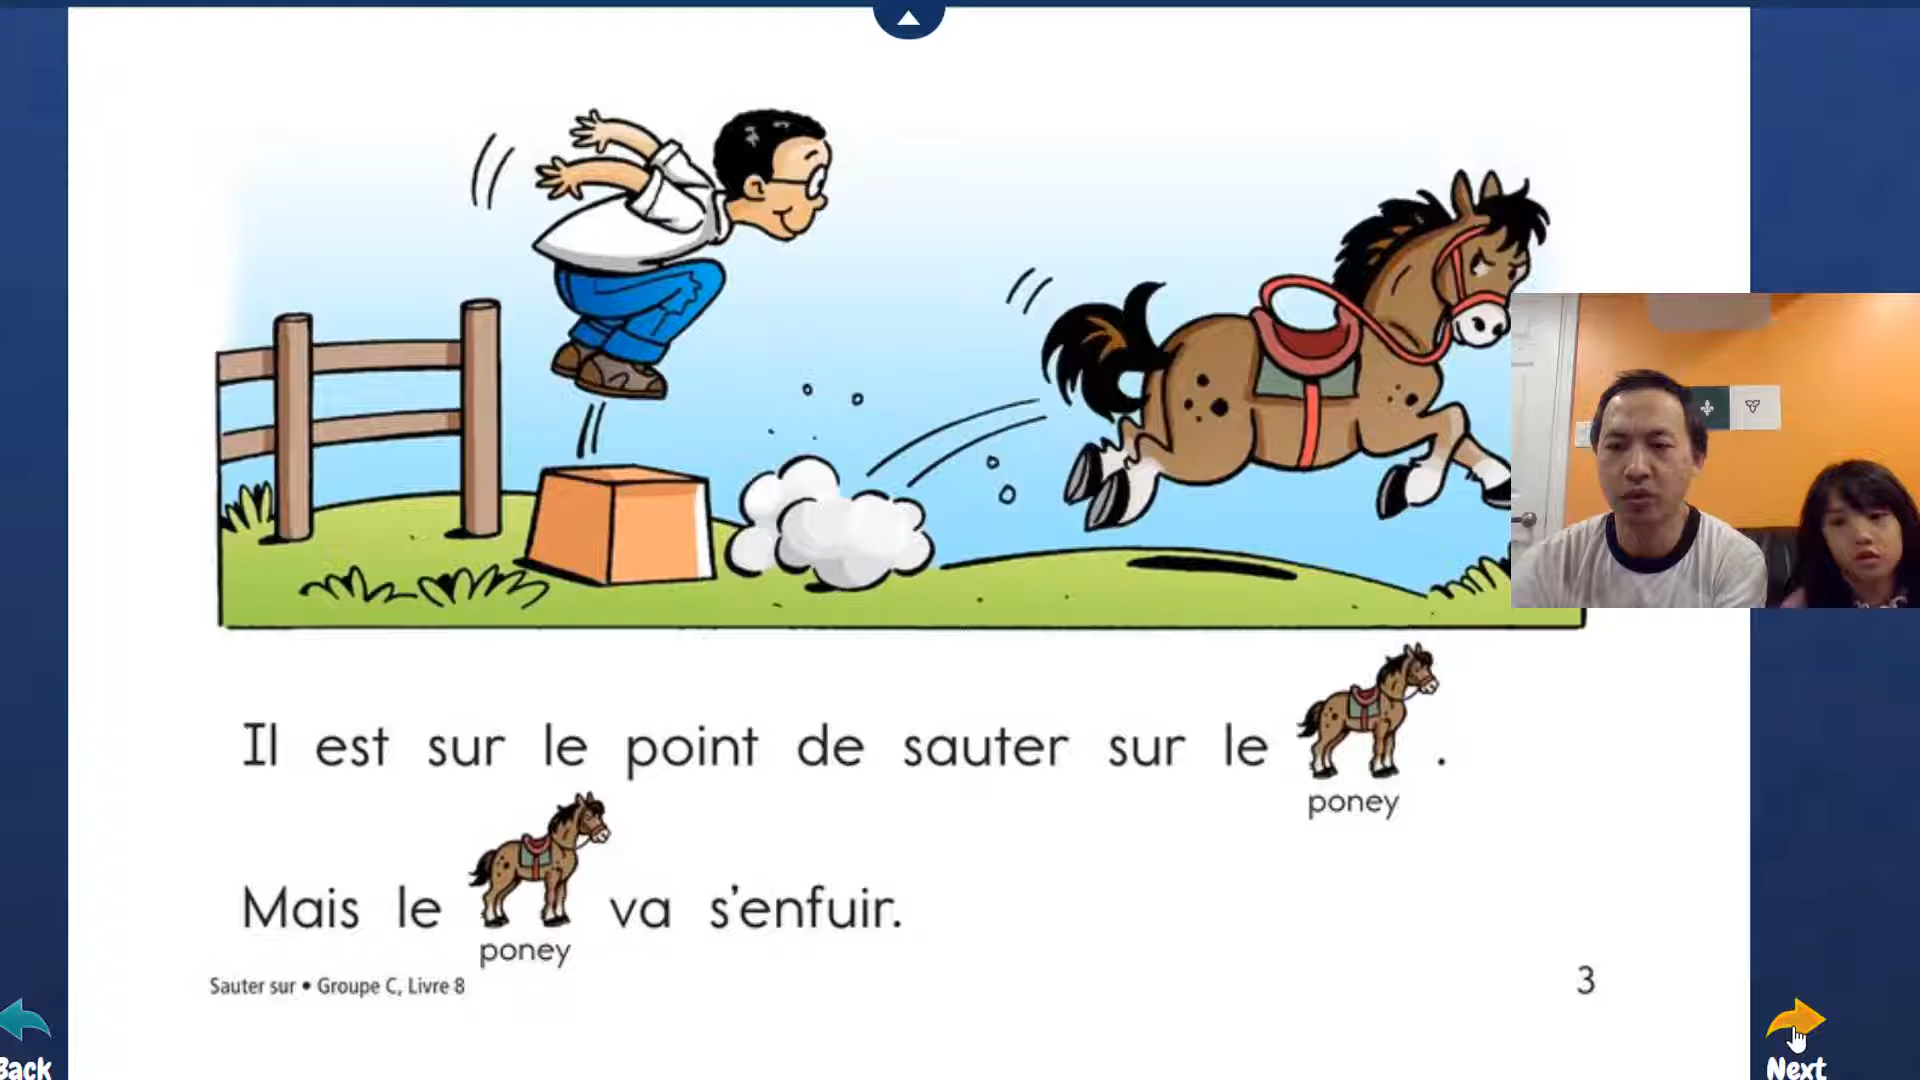 Il est sur le point de sauter sur le .
poney
Mais le va s'enfuir.
poney
Sauter sur • Groupe C, Livre 8
3
Back
Next